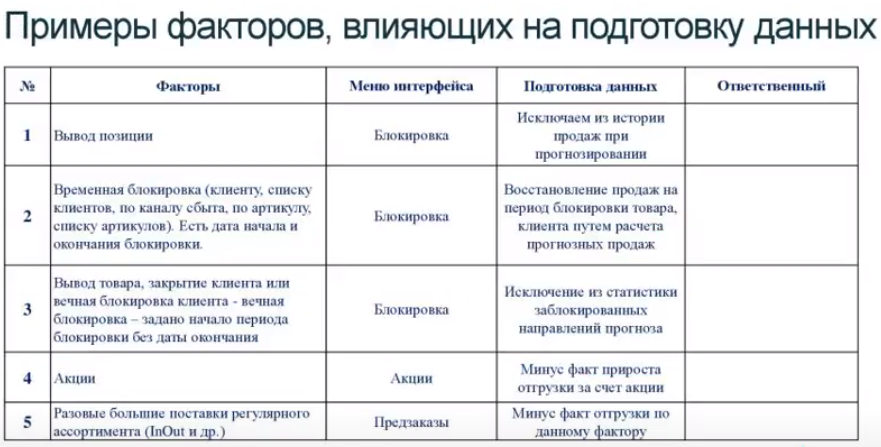 Примеры факторов, влияющих на подготовку данных
№ Факторы Меню интерфейса Подготовка данных Ответственный
1 Вывод позиции Блокировка
Исключаем из истории
продаж при
прогнозировании
2
Временная блокировка (клиенту, списку
клиентов, по каналу сбыта, по артикулу,
списку артикулов). Есть дата начала и
окончания блокировки.
Блокировка
Восстановление продаж на
период блокировки товара,
клиента путем расчета
прогнозных продаж
3
Вывод товара, закрытие клиента или
вечная блокировка клиента - вечная
блокировка – задано начало периода
блокировки без даты окончания
Блокировка
Исключение из статистики
заблокированных
направлений прогноза
4 Акции Акции
Минус факт прироста
отгрузки за счет акции
5
Разовые большие поставки регулярного
ассортимента (InOut и др.)
Предзаказы
Минус факт отгрузки по
данному фактору